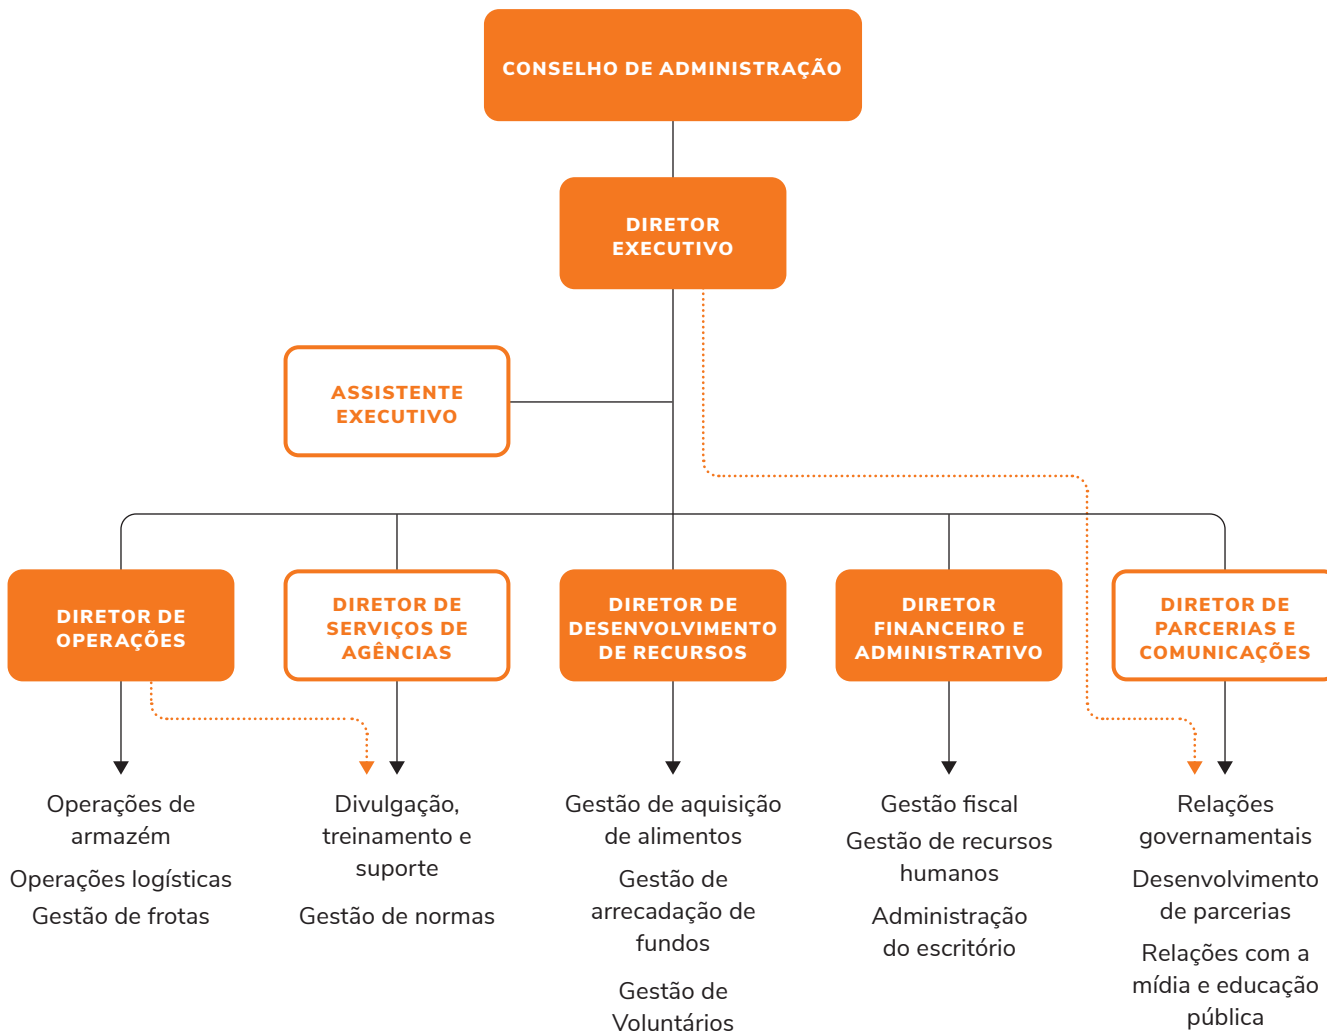 CONSELHO DE ADMINISTRAÇÃO
DIRETOR
EXECUTIVO
ASSISTENTE
EXECUTIVO
DIRETOR DE
OPERAÇÕES
DIRETOR DE
SERVIÇOS DE
AGÊNCIAS
DIRETOR DE
DESENVOLVIMENTO
DE RECURSOS
DIRETOR
FINANCEIRO E
ADMINISTRATIVO
DIRETOR DE
PARCERIAS E
COMUNICAÇÕES
Operações de
armazém
Operações logísticas
Gestão de frotas
Divulgação,
treinamento e
suporte
Gestão de normas
Gestão de aquisição
de alimentos
Gestão de
arrecadação de
fundos
Gestão de
Voluntários
Gestão fiscal
Gestão de recursos
humanos
Administração
do escritório
Relações
governamentais
Desenvolvimento
de parcerias
Relações com a
mídia e educação
pública